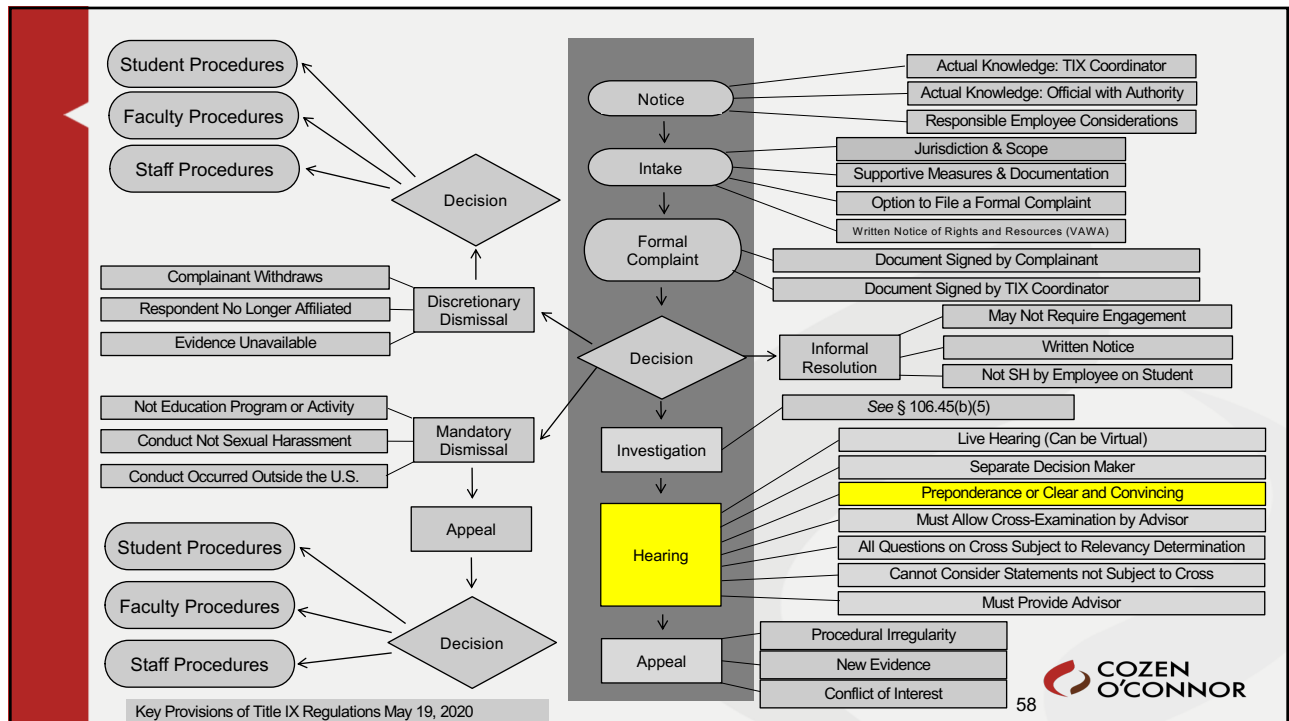 Student Procedures
Faculty Procedures
Staff Procedures
Decision
Complainant Withdraws
Respondent No Longer Affiliated
Evidence Unavailable
Discretionary
Dismissal
Not Education Program or Activity
Conduct Not Sexual Harassment
Conduct Occurred Outside the U.S.
Mandatory
Dismissal
Appeal
Student Procedures
Faculty Procedures
Staff Procedures
Decision
Key Provisions of Title IX Regulations May 19, 2020
Notice
Actual Knowledge: TIX Coordinator
Actual Knowledge: Official with Authority
Responsible Employee Considerations
Intake
Jurisdiction & Scope
Supportive Measures & Documentation
Option to File a Formal Complaint
Written Notice of Rights and Resources (VAWA)
Formal
Complaint
Document Signed by Complainant
Document Signed by TIX Coordinator
Decision
Informal
Resolution
May Not Require Engagement
Written Notice
Not SH by Employee on Student
Investigation
See § 106.45(b)(5)
Hearing
Live Hearing (Can be Virtual)
Separate Decision Maker
Preponderance or Clear and Convincing
Must Allow Cross-Examination by Advisor
All Questions on Cross Subject to Relevancy Determination
Cannot Consider Statements not Subject to Cross
Must Provide Advisor
Appeal
Procedural Irregularity
New Evidence
Conflict of Interest
58
COZEN
O'CONNOR